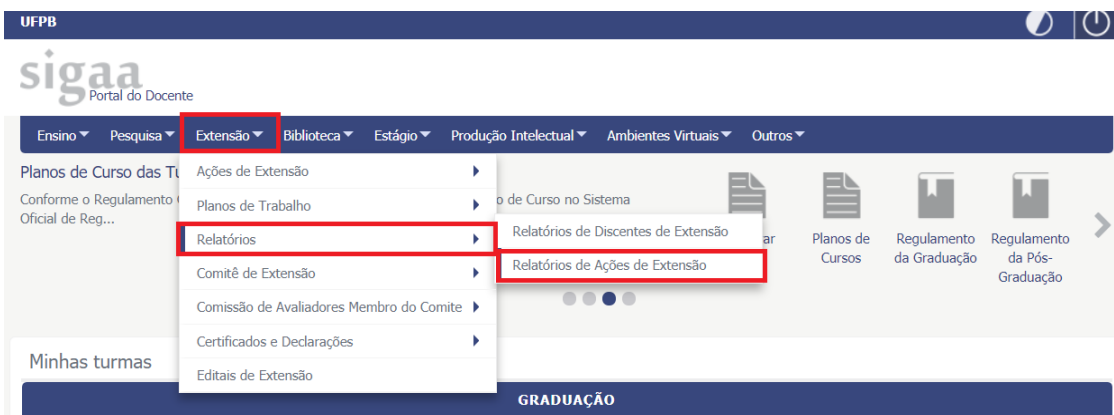 UFPB
sigaa
Portal do Docente
Ensino Pesquisa Extensão Biblioteca Estágio Produção Intelectual Ambientes Virtuais Outros
Planos de Curso das
Conforme o Regulamento
o de Curso no Sistema
Oficial de Reg...
Ações de Extensão
Planos de Trabalho
Relatórios
Comitê de Extensão
Comissão de Avaliadores Membro do Comite
Certificados e Declarações
Editais de Extensão
Relatórios de Discentes de Extensão
Relatórios de Ações de Extensão
ar
Planos de
Cursos
Regulamento
da Graduação
Regulamento
da Pós-
Graduação
Minhas turmas
GRADUAÇÃO